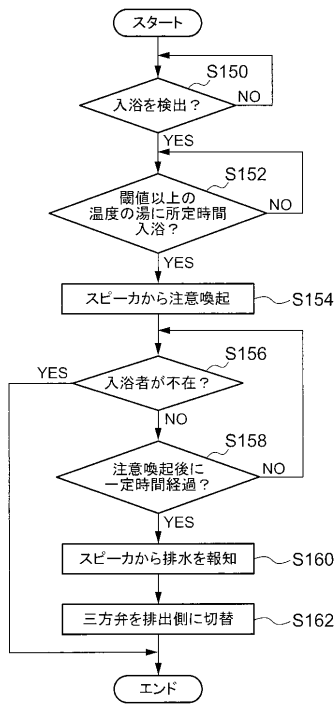 スタート
S150
入浴を検出？
NO
YES
S152
閾値以上の
温度の湯に所定時間
入浴？
NO
YES
スピーカから注意喚起
S154
S156
YES
入浴者が不在？
NO
S158
注意喚起後に
一定時間経過？
NO
YES
スピーカから排水を報知
S160
三方弁を排出側に切替
S162
エンド